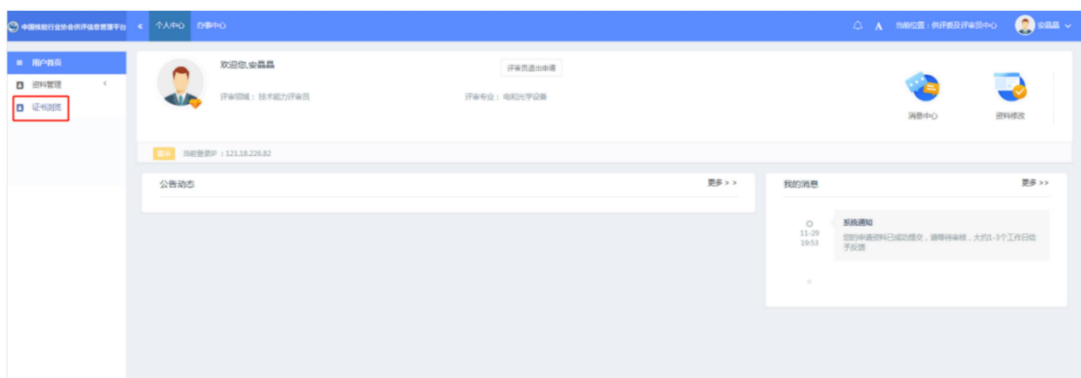 中国核能行业协会供评信息管理平台
个人中心 办事中心
当前位置：供评委及评审员中心 安晶晶
用户首页
资料管理
证书浏览
欢迎您,安晶晶
评审员退出申请
评审领域： 技术能力评审员
评审专业： 电和光学设备
消息中心
资料修改
提示 当前登录IP ：121.18.226.82
公告动态
更多 > >
我的消息
更多 >>
11-29
19:53
系统通知
您的申请资料已成功提交，请等待审核，大约1-3个工作日给
予反馈